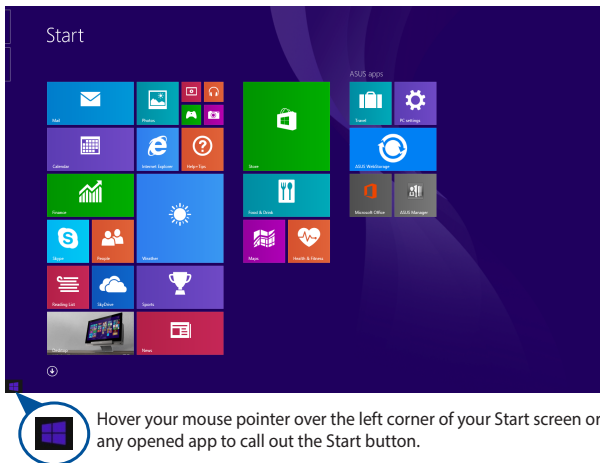 Start
ASUS apps
Mail
Photos
Travel
PC settings
Calendar
Internet Explorer
Help+Tips
Store
ASUS WebStorage
Finance
Weather
Food & Drink
Microsoft Office
ASUS Manager
Skype
People
Maps
Health & Fitness
Reading List
SkyDrive
Sports
Desktop
News
Hover your mouse pointer over the left corner of your Start screen or
any opened app to call out the Start button.